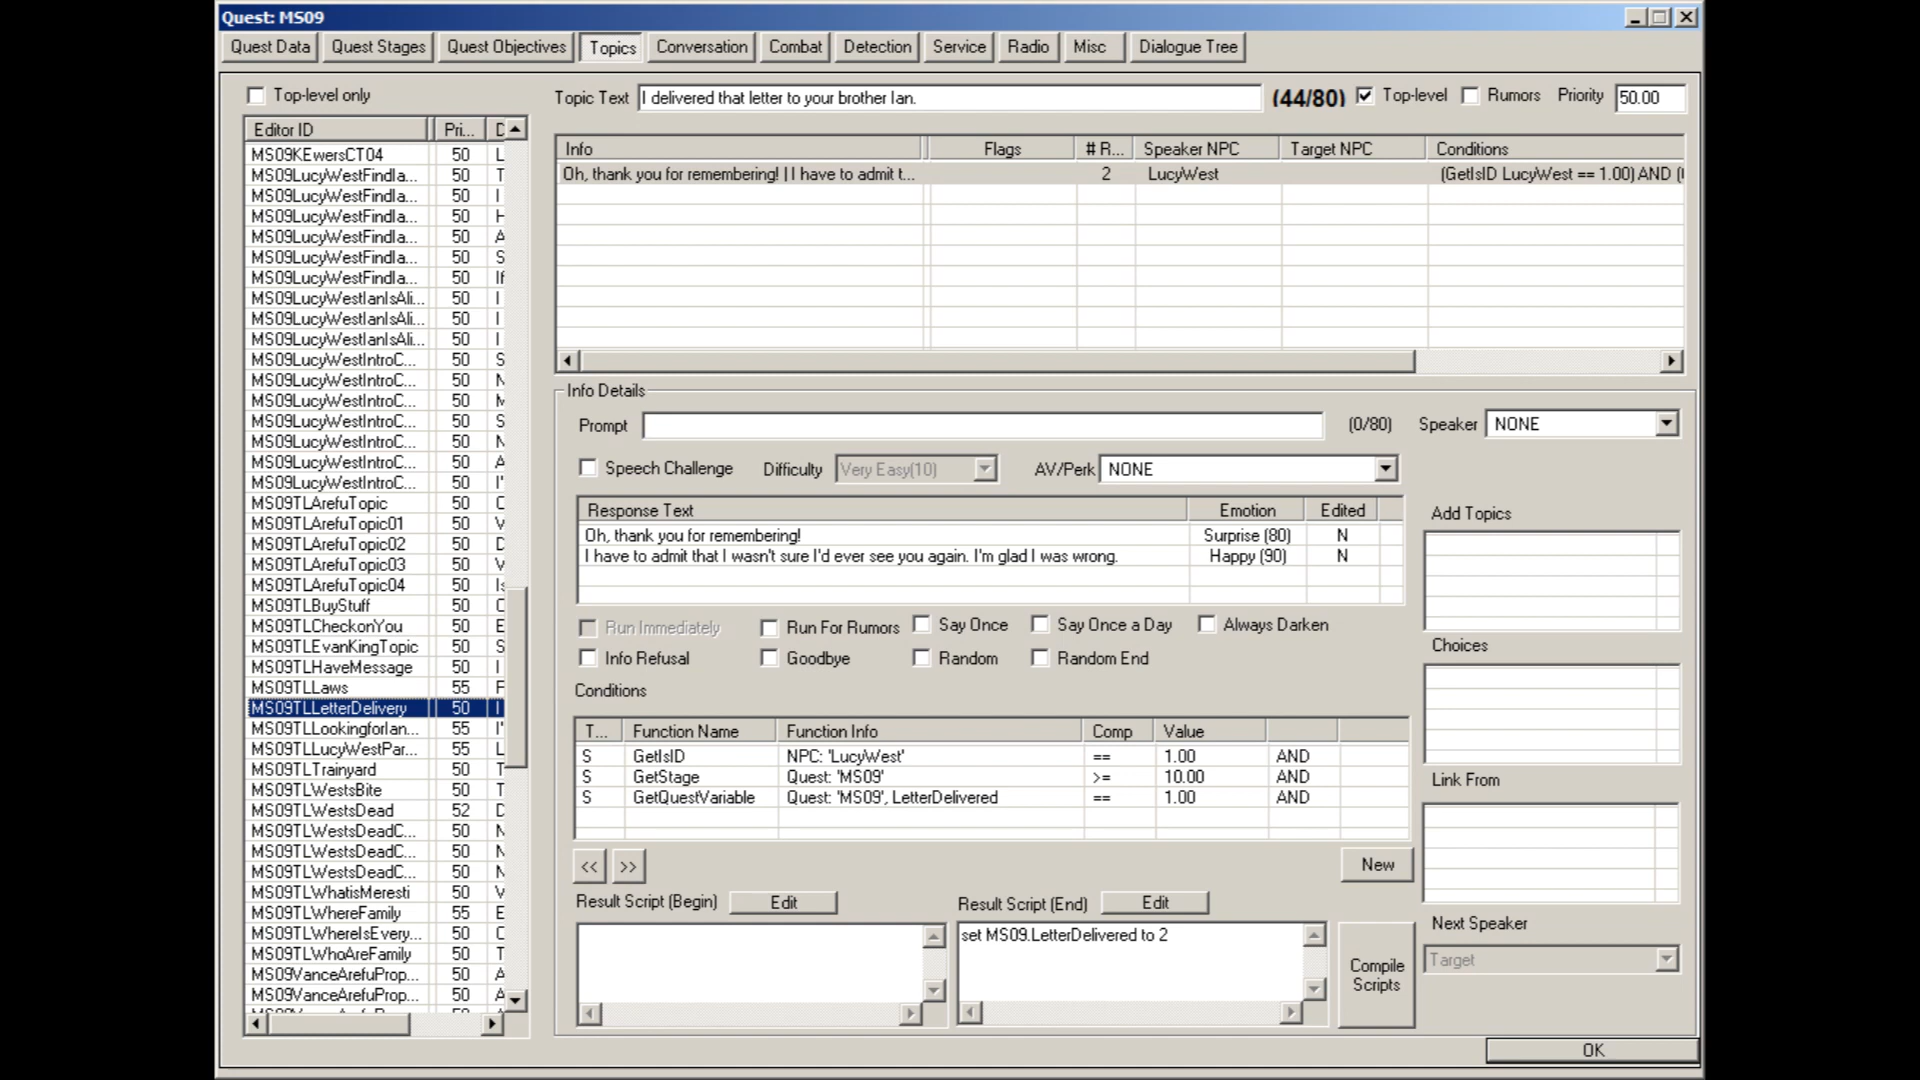 Quest: MS09
Quest Data Quest Stages Quest Objectives Topics Conversation Combat Detection Service Radio Misc Dialogue Tree
Top-level only
Topic Text I delivered that letter to your brother Ian. (44/80) Top-level Rumors Priority 50.00
Editor ID Pri...
MS09KEwersCT04 50 L
MS09LucyWestFindIa... 50 T
MS09LucyWestFindIa... 50 I
MS09LucyWestFindIa... 50 H
MS09LucyWestFindIa... 50 A
MS09LucyWestFindIa... 50 S
MS09LucyWestFindIa... 50 If
MS09LucyWestIanIsAli... 50 I
MS09LucyWestIanIsAli... 50 I
MS09LucyWestIanIsAli... 50 I
MS09LucyWestIntroC... 50 S
MS09LucyWestIntroC... 50
MS09LucyWestIntroC... 50
MS09LucyWestIntroC... 50 S
MS09LucyWestIntroC... 50
MS09LucyWestIntroC... 50 A
MS09LucyWestIntroC... 50 I'
MS09TLArefuTopic 50
MS09TLArefuTopic01 50
MS09TLArefuTopic02 50
MS09TLArefuTopic03 50
MS09TLArefuTopic04 50 Is
MS09TLBuyStuff 50
MS09TLCheckonYou 50 E
MS09TLEvanKingTopic 50 S
MS09TLHaveMessage 50 I
MS09TLLaws 55 F
MS09TLLetterDelivery 50 I
MS09TLLookingforIan... 55 I'
MS09TLLucyWestPar... 55 L
MS09TLTrainyard 50 T
MS09TLWestsBite 50 T
MS09TLWestsDead 52 D
MS09TLWestsDeadC... 50
MS09TLWestsDeadC... 50
MS09TLWestsDeadC... 50
MS09TLWhatisMeresti 50
MS09TLWhereFamily 55 E
MS09TLWhereIsEvery... 50
MS09TLWhoAreFamily 50 T
MS09VanceArefuProp... 50 A
MS09VanceArefuProp... 50 A
Info Flags # R... Speaker NPC Target NPC Conditions
Oh, thank you for remembering! | I have to admit t... 2 LucyWest (GetIsID LucyWest == 1.00) AND
Info Details
Prompt (0/80) Speaker NONE
Speech Challenge Difficulty Very Easy(10) AV/Perk NONE
Response Text Emotion Edited
Oh, thank you for remembering! Surprise (80) N
I have to admit that I wasn't sure I'd ever see you again. I'm glad I was wrong. Happy (90) N
Run Immediately Run For Rumors Say Once Say Once a Day Always Darken
Info Refusal Goodbye Random Random End
Conditions
T... Function Name Function Info Comp Value
S GetIsID NPC: 'LucyWest' == 1.00 AND
S GetStage Quest: 'MS09' >= 10.00 AND
S GetQuestVariable Quest: 'MS09', LetterDelivered == 1.00 AND
<< >> New
Result Script (Begin) Edit
Result Script (End) Edit
set MS09.LetterDelivered to 2
Compile
Scripts
Add Topics
Choices
Link From
Next Speaker
Target
OK